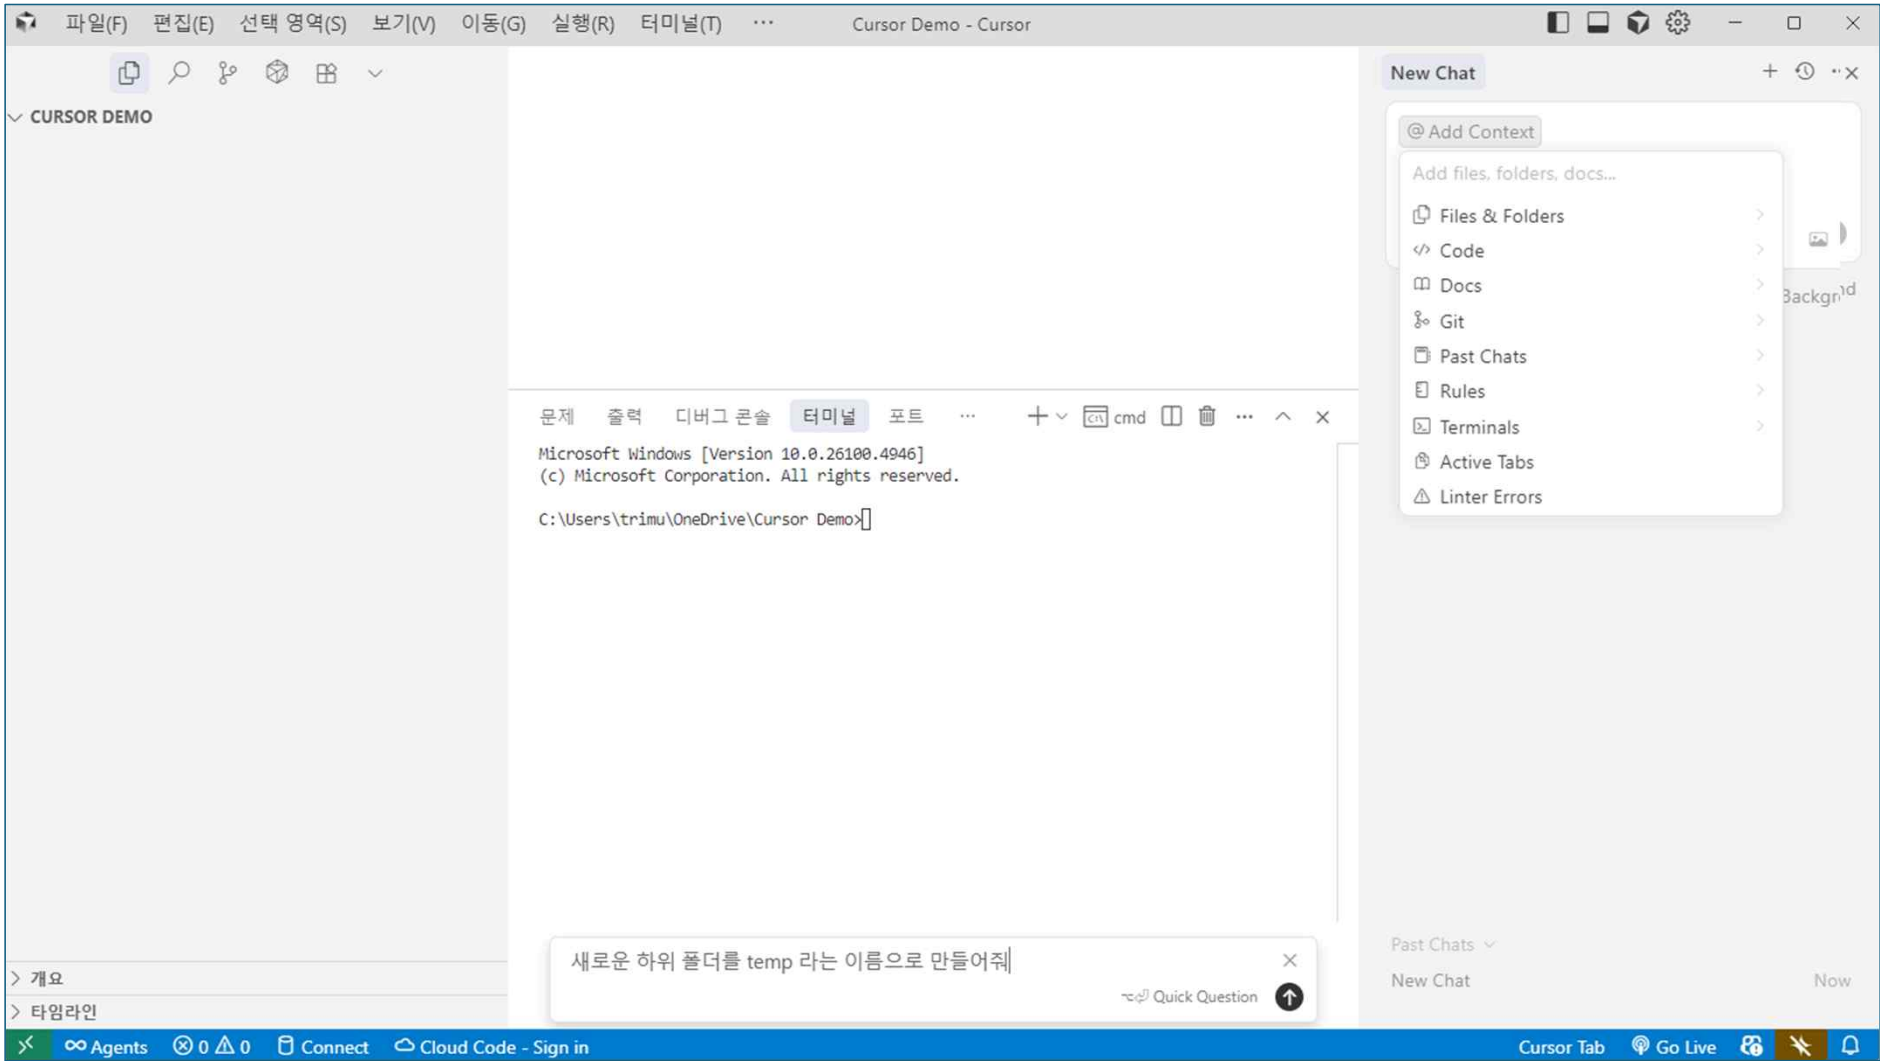 파일(F) 편집(E) 선택 영역(S) 보기(V) 이동(G) 실행(R) 터미널(T) ··· Cursor Demo - Cursor
CURSOR DEMO
개요
타임라인
문제 출력 디버그 콘솔 터미널 포트 ··· cmd ···
Microsoft Windows [Version 10.0.26100.4946]
(c) Microsoft Corporation. All rights reserved.
C:\Users\trimu\OneDrive\Cursor Demo>
새로운 하위 폴더를 temp 라는 이름으로 만들어줘
Quick Question
New Chat
@ Add Context
Add files, folders, docs...
Files & Folders
Code
Docs
Git
Past Chats
Rules
Terminals
Active Tabs
Linter Errors
Past Chats
New Chat Now
Agents 0 0 Connect Cloud Code - Sign in Cursor Tab Go Live